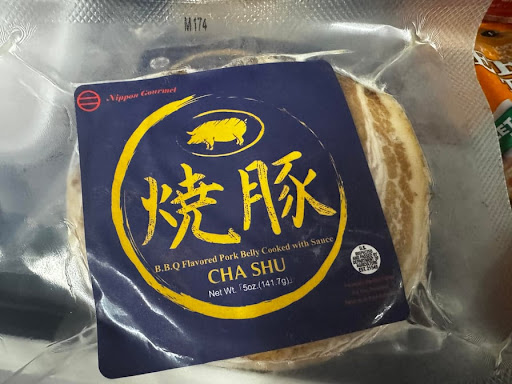 M174
Nippon Gourmet
焼豚
B.B.Q Flavored Pork Belly Cooked with Sauce
CHA SHU
Net Wt. 5oz.(141.7g)